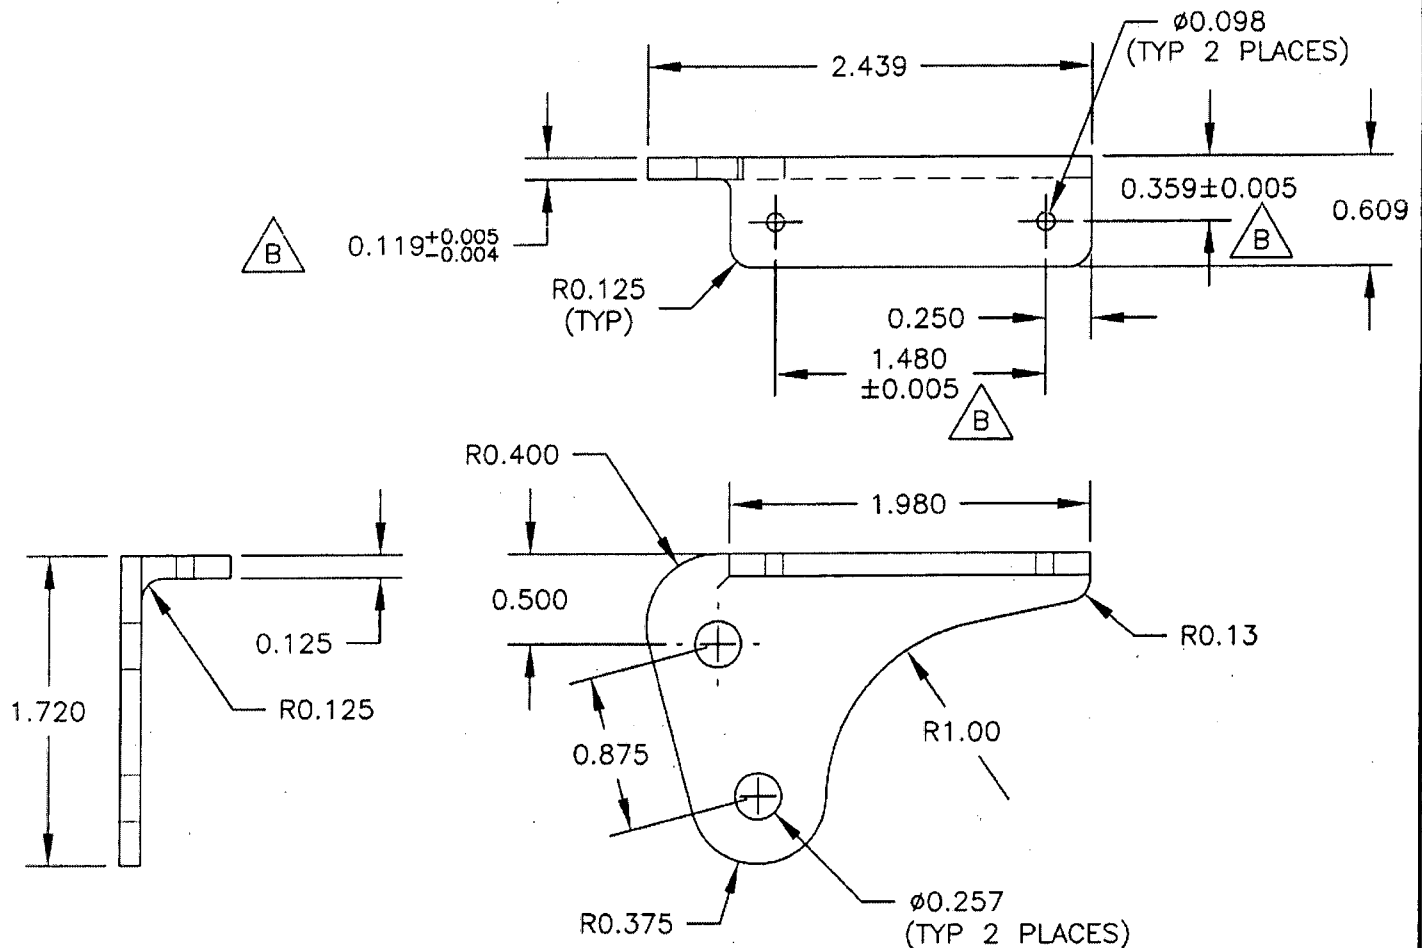 ø0.098
(TYP 2 PLACES)
2.439
0.359±0.005
0.609
B
B
0.119+0.005
-0.004
R0.125
(TYP)
0.250
1.480
±0.005
B
R0.400
1.980
0.500
0.125
R0.13
R0.125
1.720
0.875
R1.00
ø0.257
(TYP 2 PLACES)
R0.375